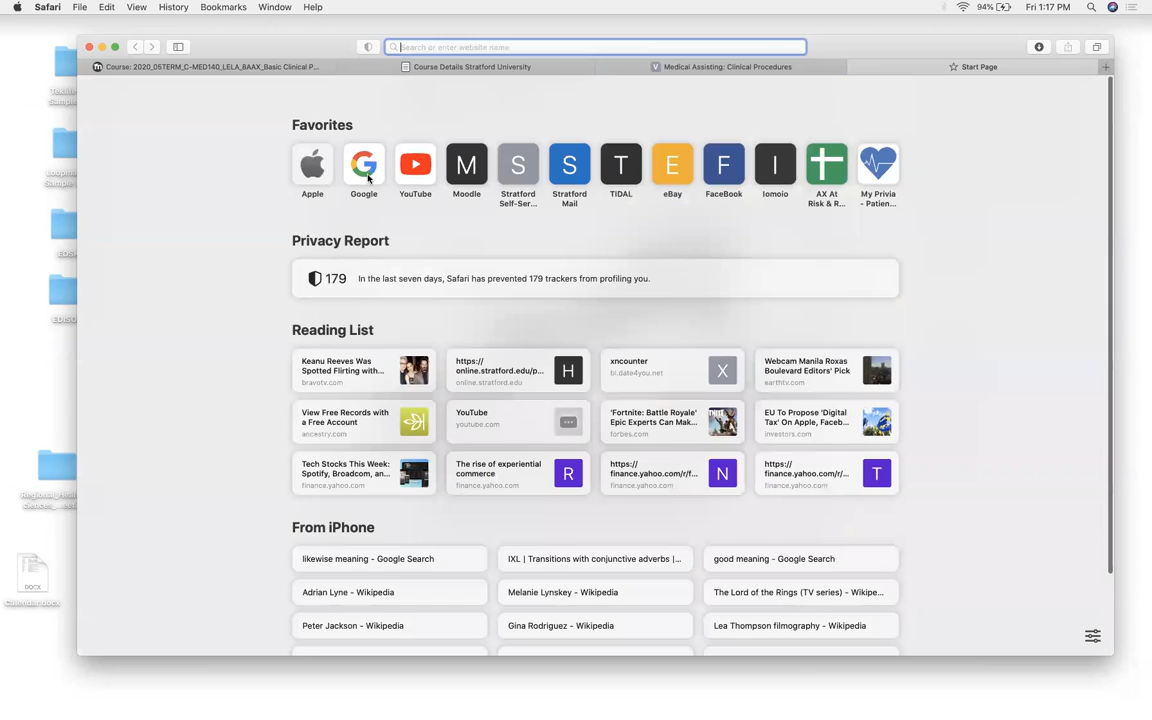 Safari File Edit View History Bookmarks Window Help
94% Fri 1:17 PM
Search or enter website name
Course: 2020_05TERM_C-MED140_LELA_BAAX_Basic Clinical P...
Course Details Stratford University
V Medical Assisting: Clinical Procedures
Start Page
Favorites
M S S T E F I
Apple
Google
YouTube
Moodle
Stratford Self-Ser...
Stratford Mail
TIDAL
eBay
FaceBook
AX At Risk & R...
My Privia - Patien...
Privacy Report
179 In the last seven days, Safari has prevented 179 trackers from profiling you.
Reading List
Keanu Reeves Was
Spotted Flirting with...
bravotv.com
https://
online.stratford.edu/p...
online.stratford.edu
H
xncounter
bi.date4you.net
X
Webcam Manila Roxas
Boulevard Editors' Pick
earthtv.com
View Free Records with
a Free Account
ancestry.com
YouTube
youtube.com
'Fortnite: Battle Royale'
Epic Experts Can Mak...
forbes.com
EU To Propose 'Digital
Tax' On Apple, Faceb...
investors.com
Tech Stocks This Week:
Spotify, Broadcom, an...
finance.yahoo.com
The rise of experiential
commerce
finance.yahoo.com
R
https://
finance.yahoo.com/r/f...
finance.yahoo.com
N
https://
finance.yahoo.com/r/...
finance.yahoo.com
T
From iPhone
likewise meaning - Google Search
IXL | Transitions with conjunctive adverbs |...
good meaning - Google Search
Adrian Lyne - Wikipedia
Melanie Lynskey - Wikipedia
The Lord of the Rings (TV series) - Wikipe...
Peter Jackson - Wikipedia
Gina Rodriguez - Wikipedia
Lea Thompson filmography - Wikipedia
DOCX
Calendar.docx